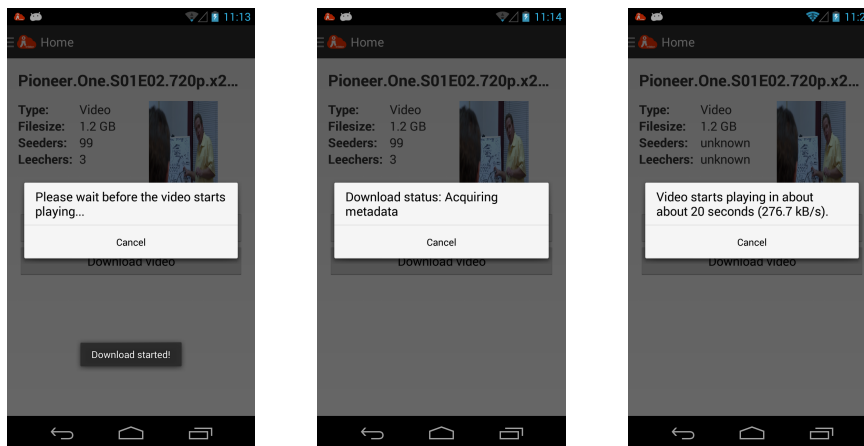 11:13
Home
Pioneer.One.S01E02.720p.x2...
Type: Video
Filesize: 1.2 GB
Seeders: 99
Leechers: 3
Please wait before the video starts
playing...
Cancel
Download video
Download started!
11:14
Home
Pioneer.One.S01E02.720p.x2...
Type: Video
Filesize: 1.2 GB
Seeders: 99
Leechers: 3
Download status: Acquiring
metadata
Cancel
Download video
11:2
Home
Pioneer.One.S01E02.720p.x2...
Type: Video
Filesize: 1.2 GB
Seeders: unknown
Leechers: unknown
Video starts playing in about
about 20 seconds (276.7 kB/s).
Cancel
Download video